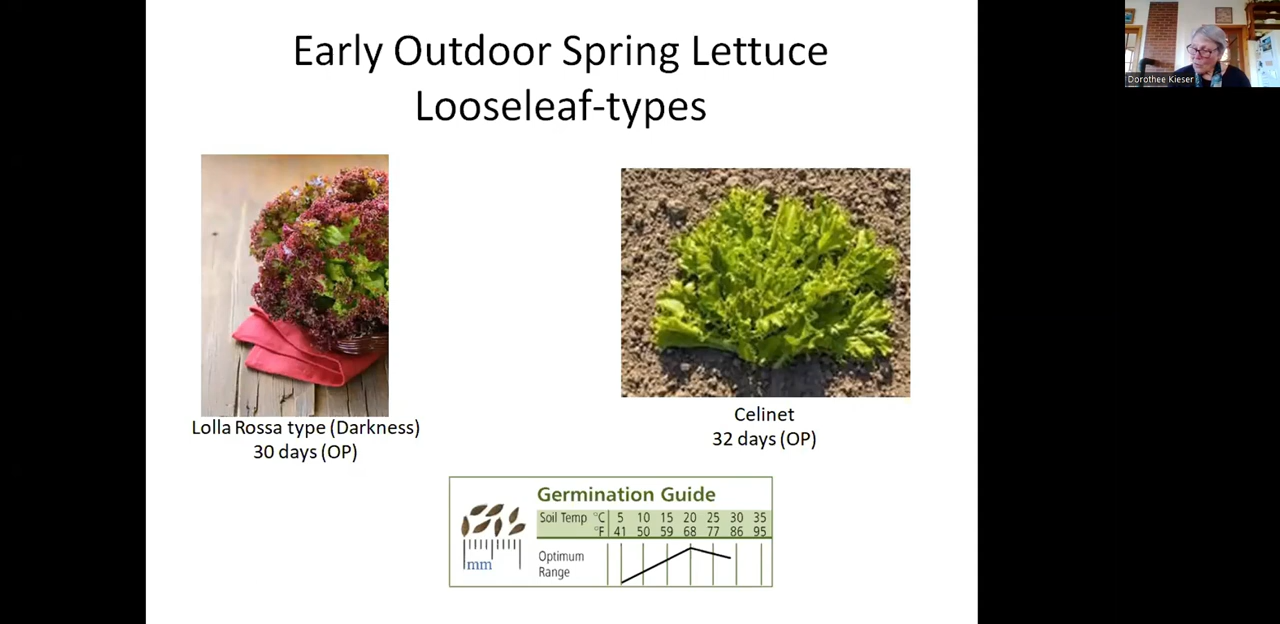 Early Outdoor Spring Lettuce
Looseleaf-types
Dorothee Kieser
Lolla Rossa type (Darkness)
30 days (OP)
Celinet
32 days (OP)
Germination Guide
Soil Temp °C 5 10 15 20 25 30 35
°F 41 50 59 68 77 86 95
Optimum
Range
mm